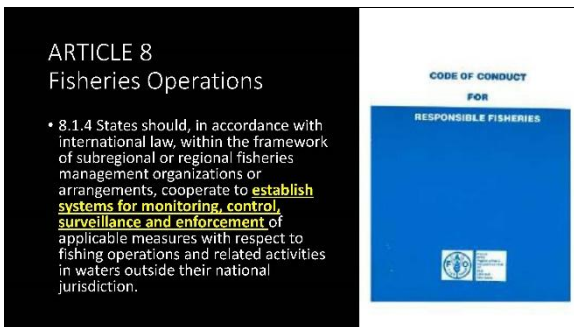 ARTICLE 8
Fisheries Operations
• 8.1.4 States should, in accordance with
international law, within the framework
of subregional or regional fisheries
management organizations or
arrangements, cooperate to establish
systems for monitoring, control,
surveillance and enforcement of
applicable measures with respect to
fishing operations and related activities
in waters outside their national
jurisdiction.
CODE OF CONDUCT
FOR
RESPONSIBLE FISHERIES